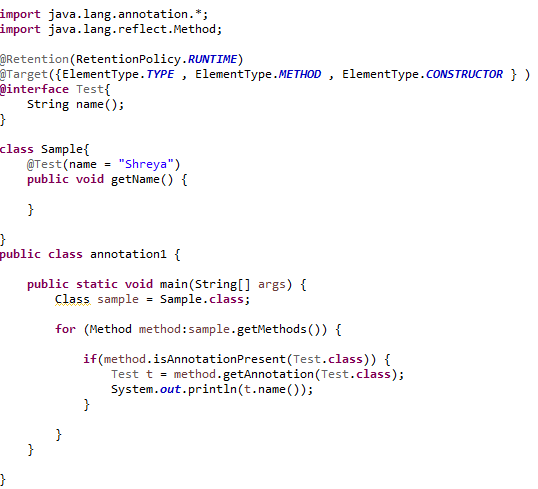 import java.lang.annotation.*;
import java.lang.reflect.Method;

@Retention(RetentionPolicy.RUNTIME)
@Target({ElementType.TYPE , ElementType.METHOD , ElementType.CONSTRUCTOR } )
@interface Test{
    String name();
}

class Sample{
    @Test(name = "Shreya")
    public void getName() {

    }

}
public class annotation1 {

    public static void main(String[] args) {
        Class sample = Sample.class;

        for (Method method:sample.getMethods()) {

            if(method.isAnnotationPresent(Test.class)) {
                Test t = method.getAnnotation(Test.class);
                System.out.println(t.name());
            }

        }
    }

}